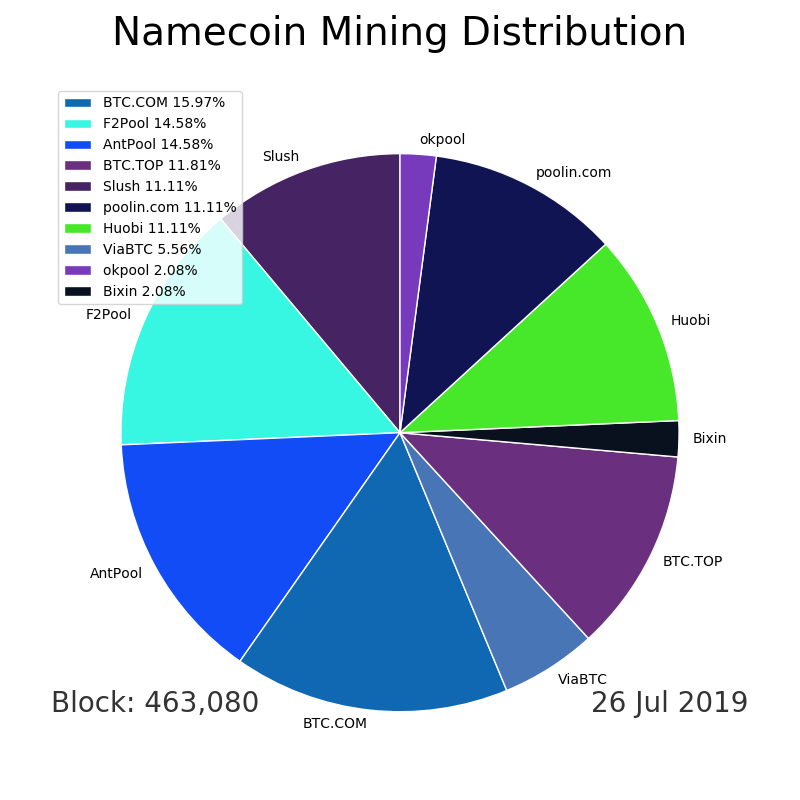 Namecoin Mining Distribution
BTC.COM 15.97%
F2Pool 14.58%
AntPool 14.58%
BTC.TOP 11.81%
Slush 11.11%
poolin.com 11.11%
Huobi 11.11%
ViaBTC 5.56%
okpool 2.08%
Bixin 2.08%
okpool
Slush
poolin.com
F2Pool
Huobi
Bixin
AntPool
BTC.TOP
ViaBTC
BTC.COM
Block: 463,080
26 Jul 2019